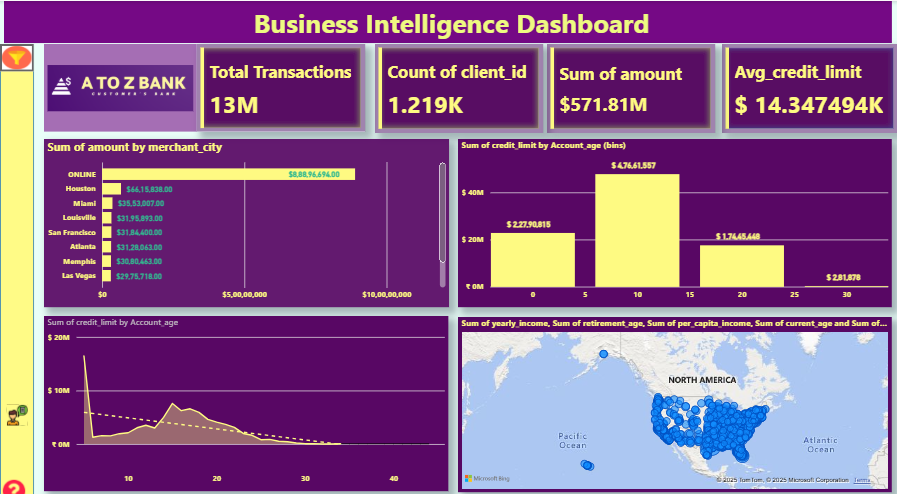 Business Intelligence Dashboard
A TO Z BANK
CUSTOMER'S BANK
Total Transactions
13M
Count of client_id
1.219K
Sum of amount
$571.81M
Avg_credit_limit
$ 14.347494K
Sum of amount by merchant_city
ONLINE
$8,88,96,694.00
Houston
$66,15,838.00
Miami
$35,53,007.00
Louisville
$31,95,893.00
San Francisco
$31,84,400.00
Atlanta
$31,28,063.00
Memphis
$30,80,463.00
Las Vegas
$29,75,718.00
$0
$5,00,00,000
$10,00,00,000
Sum of credit_limit by Account_age (bins)
$ 40M
$ 20M
₹ 0M
$ 2,27,90,815
$ 4,76,61,557
$ 1,74,45,448
$ 2,81,878
0
5
10
15
20
25
30
Sum of credit_limit by Account_age
$ 20M
$ 10M
₹ 0M
10
20
30
40
Sum of yearly_income, Sum of retirement_age, Sum of per_capita_income, Sum of current_age and Sum of...
NORTH AMERICA
Pacific
Ocean
Atlantic
Ocean
Microsoft Bing
© 2025 TomTom, © 2025 Microsoft Corporation Terms
?